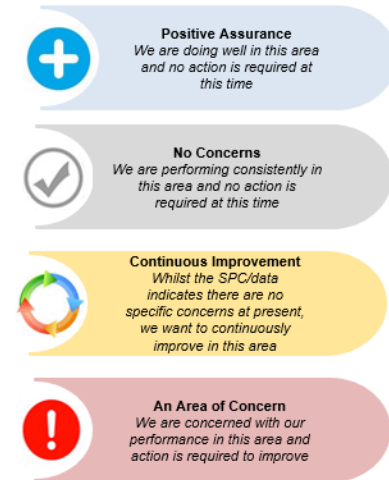 Positive Assurance
We are doing well in this area
and no action is required at
this time
No Concerns
We are performing consistently in
this area and no action is
required at this time
Continuous Improvement
Whilst the SPC/data
indicates there are no
specific concerns at present,
we want to continuously
improve in this area
An Area of Concern
We are concerned with our
performance in this area and
action is required to improve